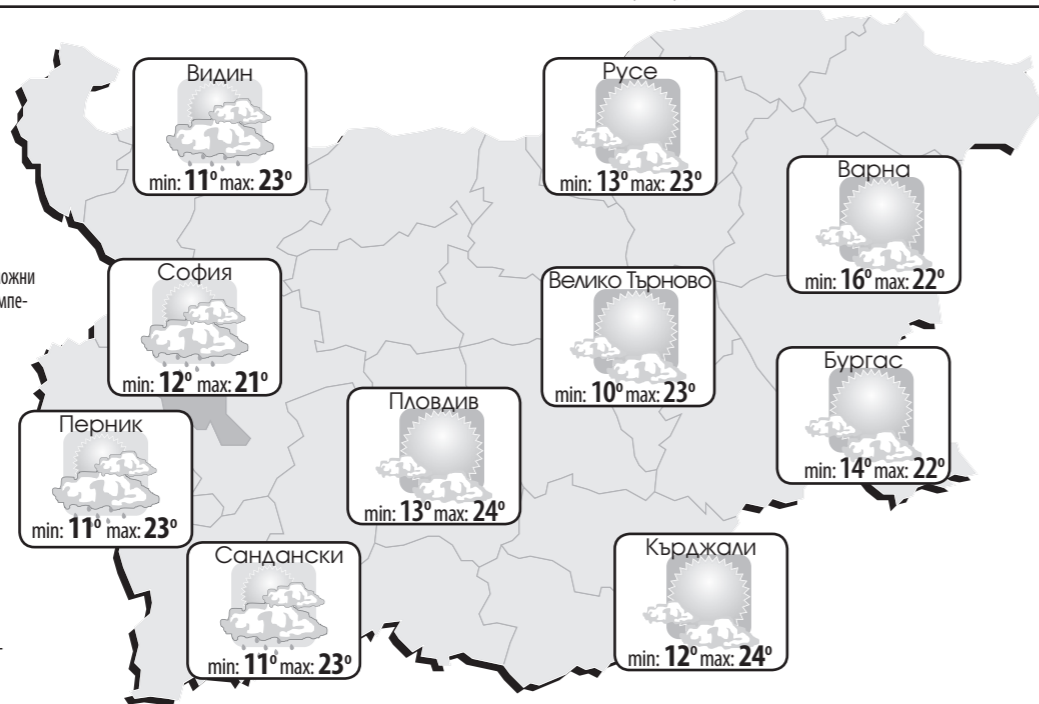 Видин
min: 11° max: 23°
Русе
min: 13° max: 23°
Варна
min: 16° max: 22°
София
min: 12° max: 21°
Велико Търново
min: 10° max: 23°
Бургас
min: 14° max: 22°
Пловдив
min: 13° max: 24°
Перник
min: 11° max: 23°
Сандански
min: 11° max: 23°
Кърджали
min: 12° max: 24°